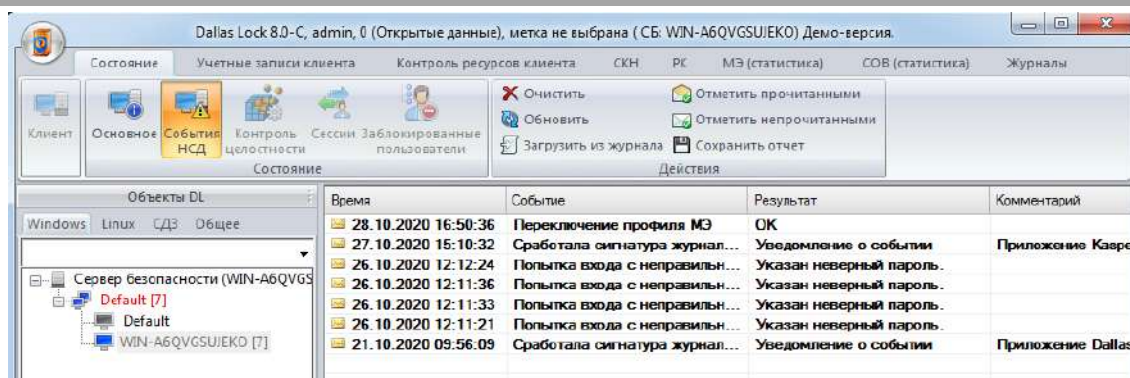 Dallas Lock 8.0-C, admin, 0 (Открытые данные), метка не выбрана ( СБ: WIN-A6QVGSUJEKO) Демо-версия.
Состояние Учетные записи клиента Контроль ресурсов клиента СКН РК МЭ (статистика) СОВ (статистика) Журналы
Клиент Основное События НСД Контроль целостности Сессии Заблокированные пользователи
Состояние
Очистить Отметить прочитанными
Обновить Отметить непрочитанными
Загрузить из журнала Сохранить отчет
Действия
Объекты DL
Windows Linux СДЗ Общее
Сервер безопасности (WIN-A6QVGS
Default [7]
Default
WIN-A6QVGSUJEKO [7]
Время Событие Результат Комментарий
28.10.2020 16:50:36 Переключение профиля МЭ OK
27.10.2020 15:10:32 Сработала сигнатура журнал... Уведомление о событии Приложение Kaspe
26.10.2020 12:12:24 Попытка входа с неправильн... Указан неверный пароль.
26.10.2020 12:11:36 Попытка входа с неправильн... Указан неверный пароль.
26.10.2020 12:11:33 Попытка входа с неправильн... Указан неверный пароль.
26.10.2020 12:11:21 Попытка входа с неправильн... Указан неверный пароль.
21.10.2020 09:56:09 Сработала сигнатура журнал... Уведомление о событии Приложение Dallas